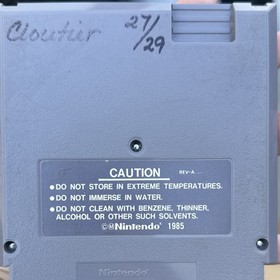 Cloutier 27/
29
CAUTION REV-A
• DO NOT STORE IN EXTREME TEMPERATURES.
• DO NOT IMMERSE IN WATER.
• DO NOT CLEAN WITH BENZENE, THINNER,
ALCOHOL OR OTHER SUCH SOLVENTS.
©Ⓜ Nintendo® 1985
Nintendo